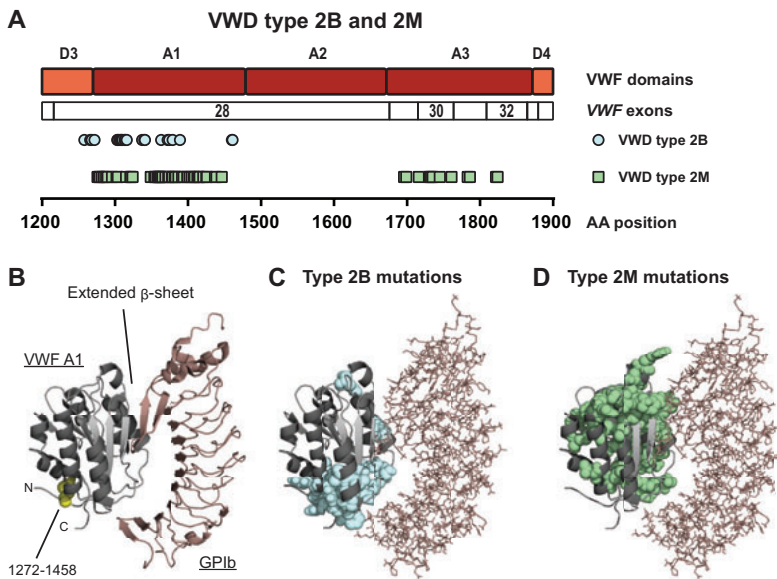 A VWD type 2B and 2M
D3 A1 A2 A3 D4
VWF domains
28 30 32 VWF exons
VWD type 2B
VWD type 2M
1200 1300 1400 1500 1600 1700 1800 1900 AA position
B C Type 2B mutations D Type 2M mutations
Extended β-sheet
VWF A1
N
C
1272-1458
GPIb